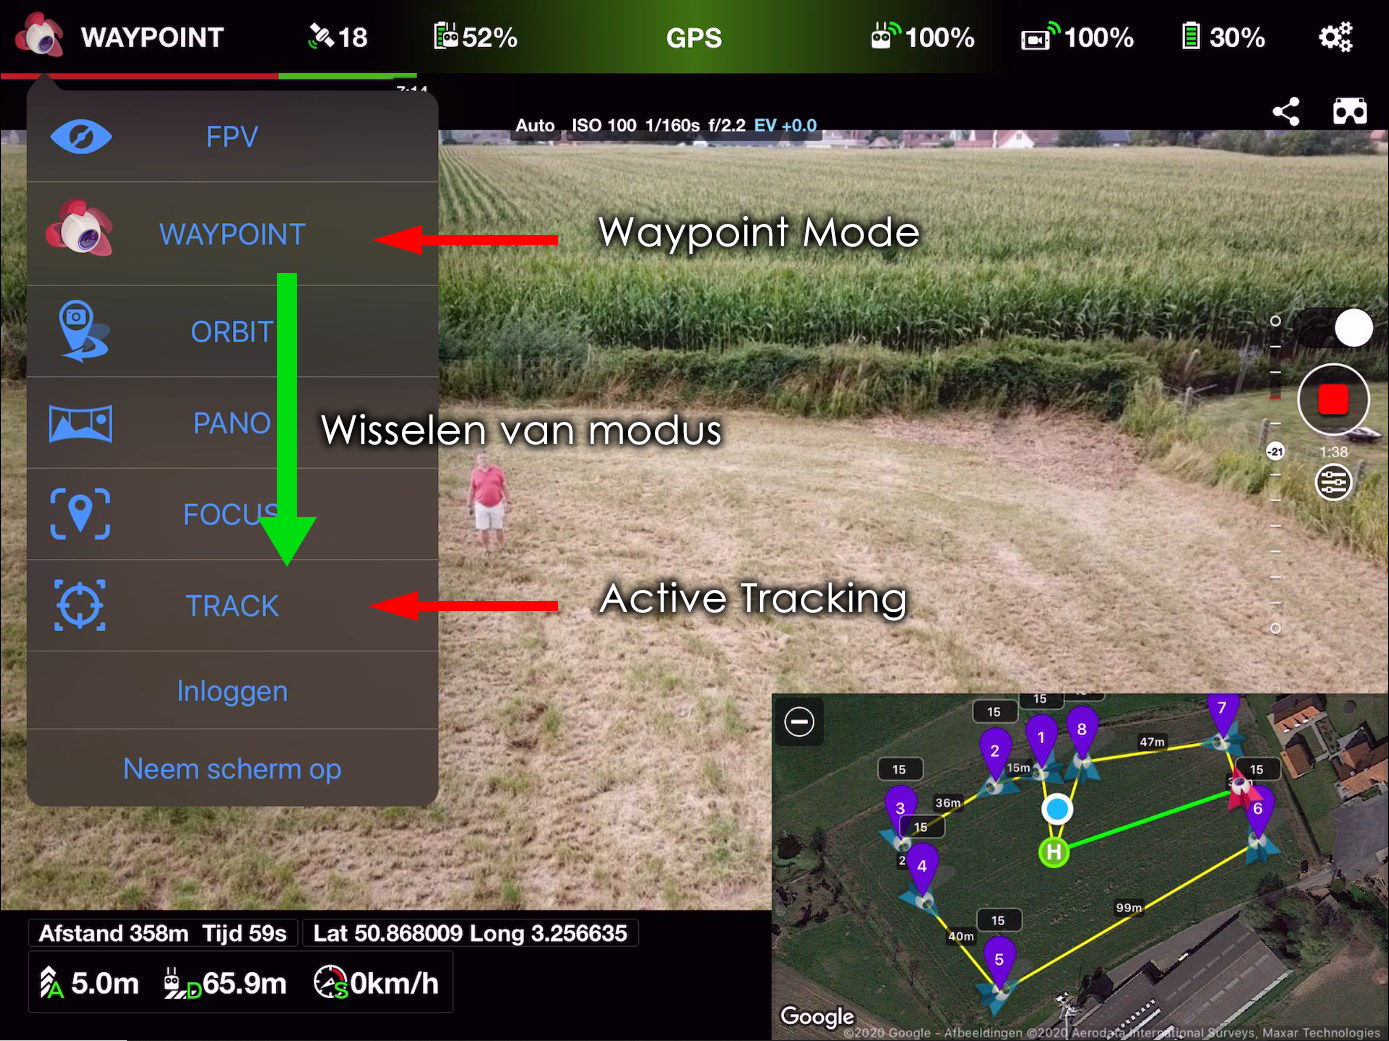 WAYPOINT
18
52%
GPS
100%
100%
30%
7:14
Auto ISO 100 1/160s f/2.2 EV +0.0
FPV
WAYPOINT
Waypoint Mode
ORBIT
PANO
Wisselen van modus
-21
1:38
FOCUS
TRACK
Active Tracking
Inloggen
Neem scherm op
15
15
7
1
8
2
47m
15m
15
15
3
36m
6
15
4
H
99m
15
40m
5
Afstand 358m Tijd 59s
Lat 50.868009 Long 3.256635
A 5.0m
D 65.9m
S 0km/h
Google
©2020 Google - Afbeeldingen ©2020 Aerodata International Surveys, Maxar Technologies